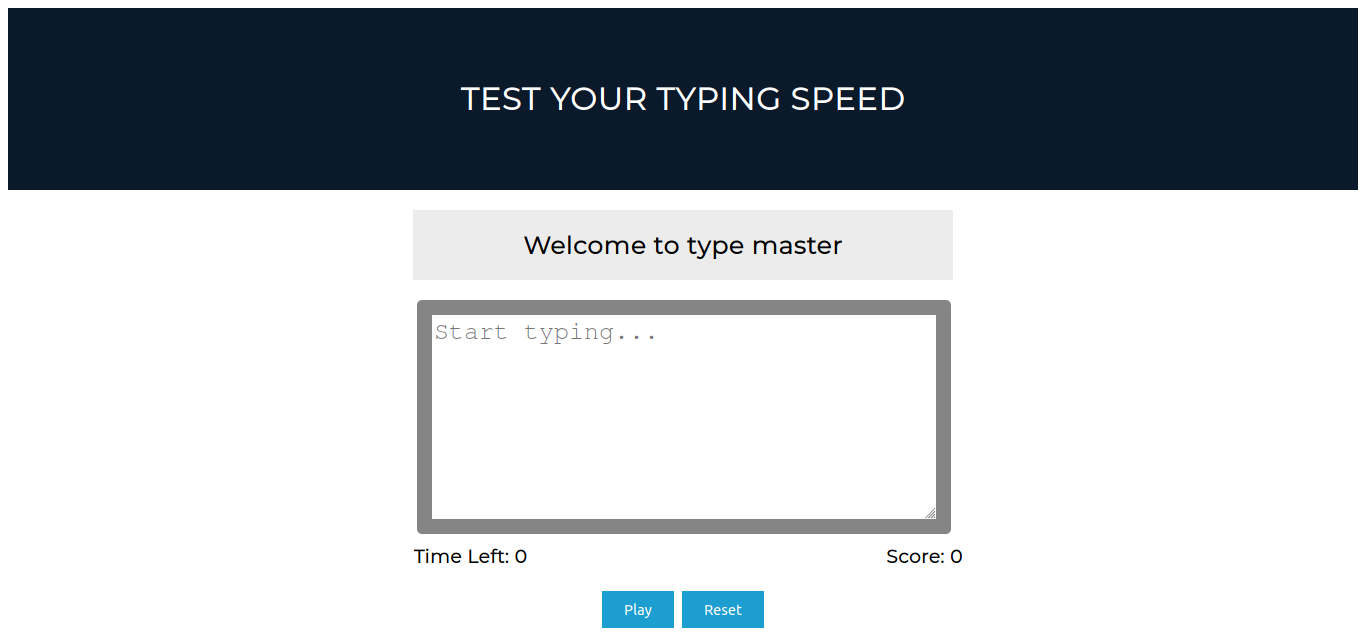 TEST YOUR TYPING SPEED
Welcome to type master
Start typing...
Time Left: 0 Score: 0
Play Reset